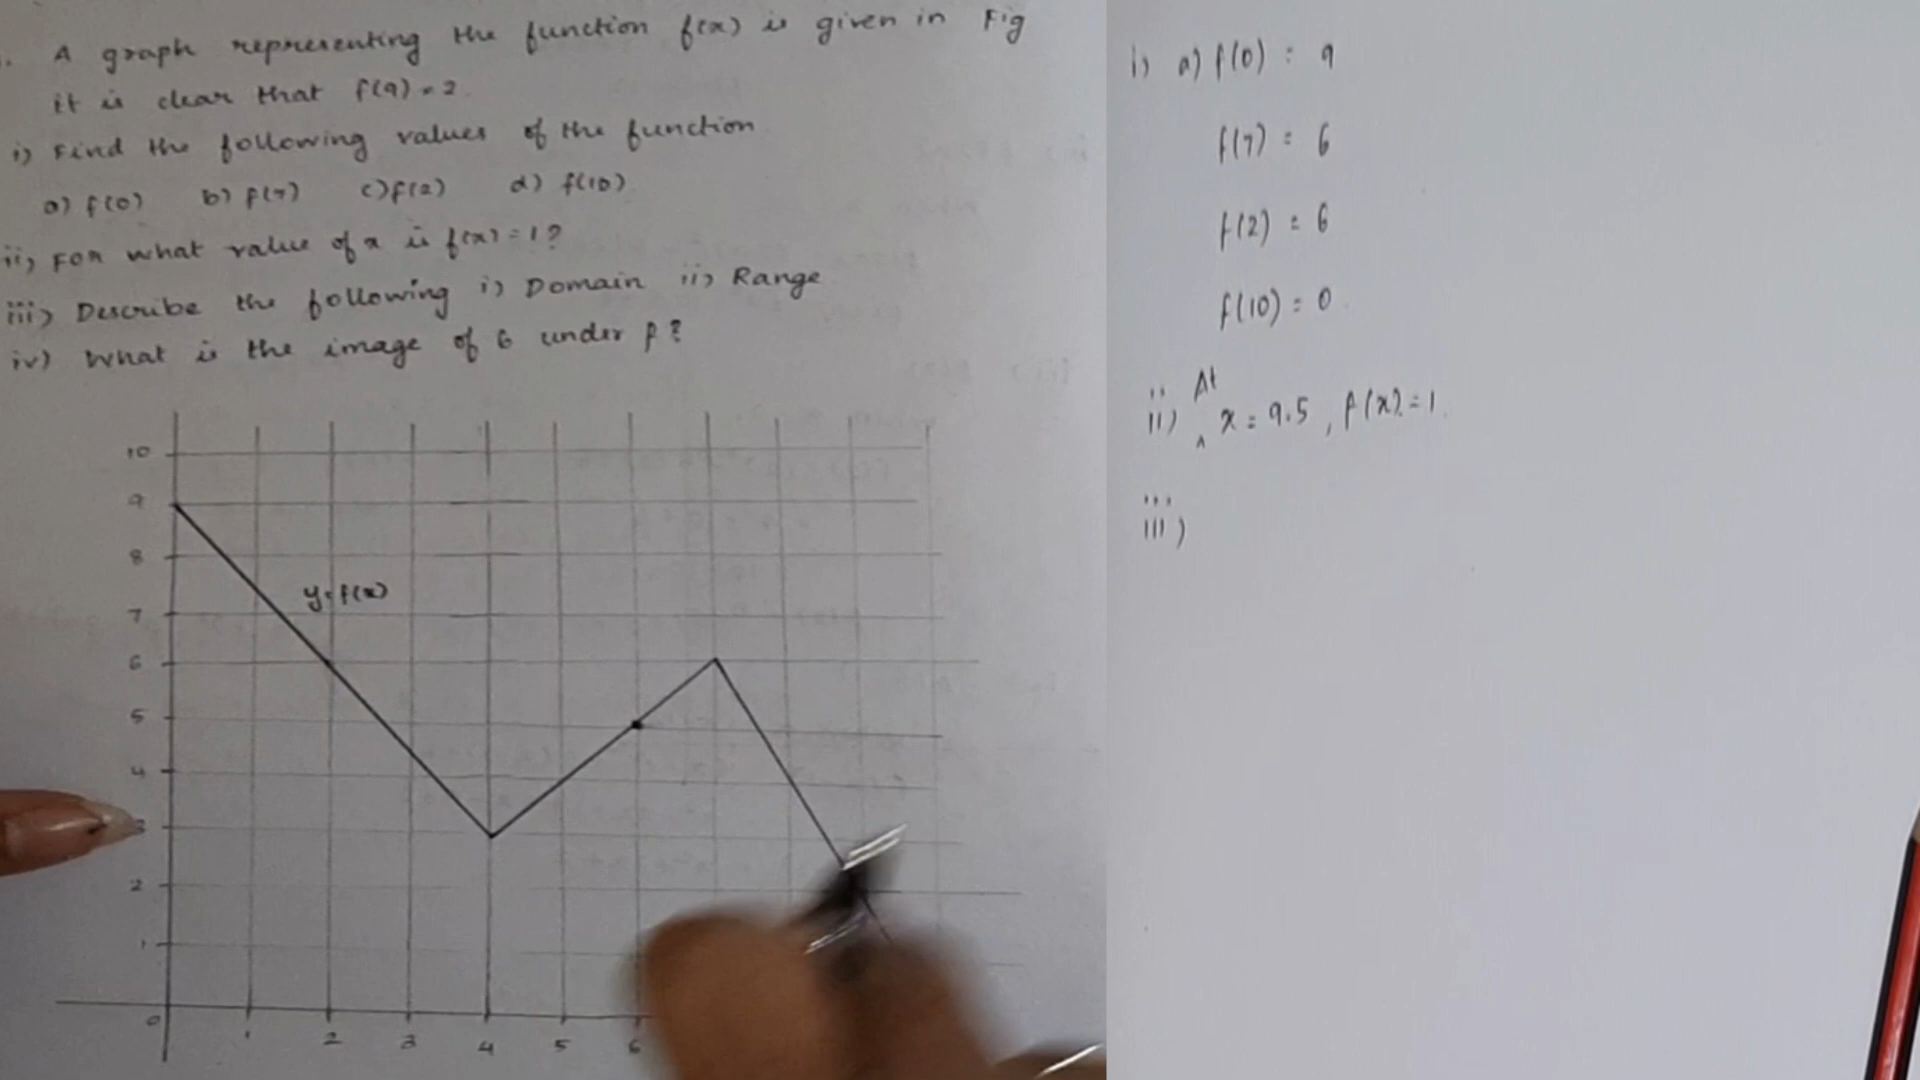 A graph representing the function f(x) is given in Fig
it is clear that f(9) = 2.
i) Find the following values of the function
a) f(0) b) f(7) c) f(2) d) f(10)
ii) For what value of x is f(x) = 1?
iii) Describe the following i) Domain ii) Range
iv) What is the image of 6 under f?
10
9
8
y=f(x)
7
6
5
4
3
2
1
0 1 2 3 4 5 6
i) a) f(0) = 9
f(7) = 6
f(2) = 6
f(10) = 0.
At
ii) ^ x = 9.5, f(x) = 1.
iii)